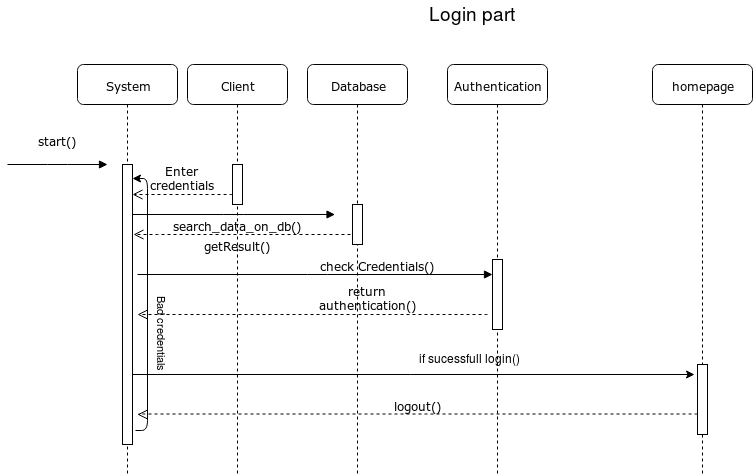 Login part
System
Client
Database
Authentication
homepage
start()
Enter
credentials
search_data_on_db()
getResult()
check Credentials()
return
authentication()
Bad credentials
if sucessfull login()
logout()